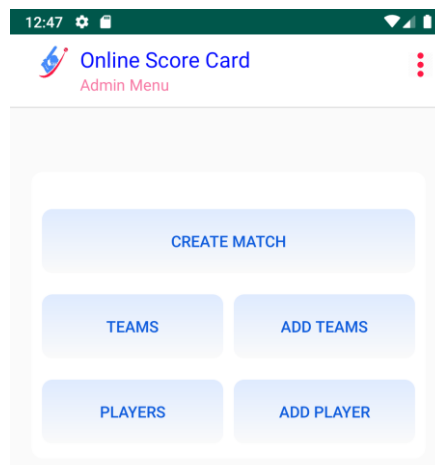 12:47
Online Score Card
Admin Menu
CREATE MATCH
TEAMS
ADD TEAMS
PLAYERS
ADD PLAYER